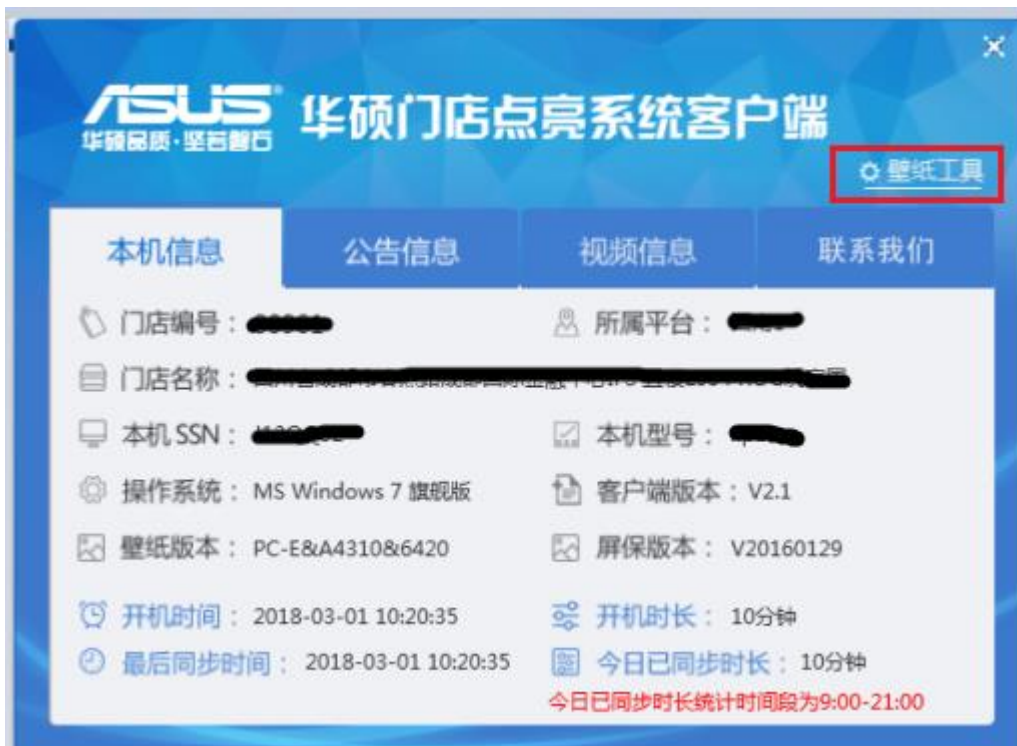 ASUS 华硕门店点亮系统客户端
华硕品质·坚若磐石
壁纸工具
本机信息 公告信息 视频信息 联系我们
门店编号： 所属平台：
门店名称：
本机 SSN： 本机型号：
操作系统： MS Windows 7 旗舰版 客户端版本： V2.1
壁纸版本： PC-E&A4310&6420 屏保版本： V20160129
开机时间： 2018-03-01 10:20:35 开机时长： 10分钟
最后同步时间： 2018-03-01 10:20:35 今日已同步时长： 10分钟
今日已同步时长统计时间段为9:00-21:00